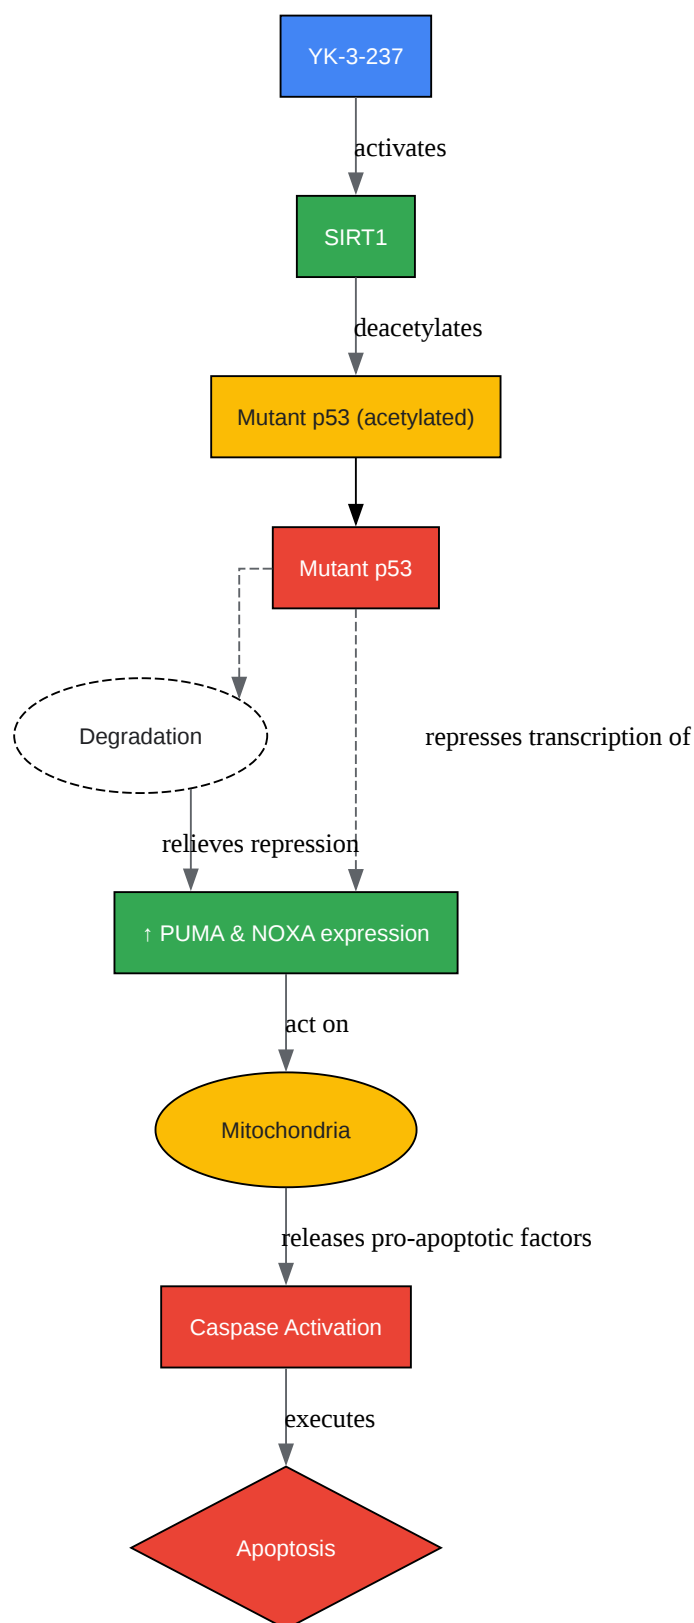 YK-3-237
activates
SIRT1
deacetylates
Mutant p53 (acetylated)
Mutant p53
Degradation
represses transcription of
relieves repression
↑ PUMA & NOXA expression
act on
Mitochondria
releases pro-apoptotic factors
Caspase Activation
executes
Apoptosis